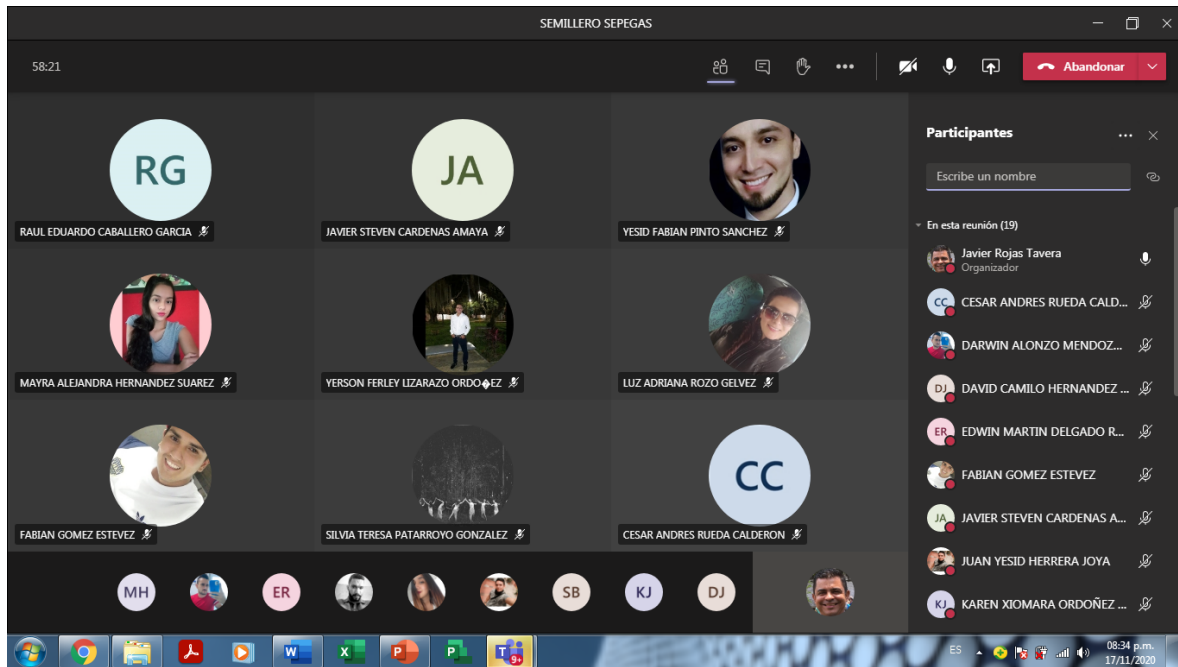 SEMILLERO SEPEGAS
58:21
Abandonar
RG
JA
RAUL EDUARDO CABALLERO GARCIA
JAVIER STEVEN CARDENAS AMAYA
YESID FABIAN PINTO SANCHEZ
MAYRA ALEJANDRA HERNANDEZ SUAREZ
YERSON FERLEY LIZARAZO ORDO�EZ
LUZ ADRIANA ROZO GELVEZ
CC
FABIAN GOMEZ ESTEVEZ
SILVIA TERESA PATARROYO GONZALEZ
CESAR ANDRES RUEDA CALDERON
MH
ER
SB
KJ
DJ
Participantes
Escribe un nombre
En esta reunión (19)
Javier Rojas Tavera
Organizador
CC
CESAR ANDRES RUEDA CALD...
DARWIN ALONZO MENDOZ...
DJ
DAVID CAMILO HERNANDEZ ...
ER
EDWIN MARTIN DELGADO R...
FABIAN GOMEZ ESTEVEZ
JA
JAVIER STEVEN CARDENAS A...
JUAN YESID HERRERA JOYA
KJ
KAREN XIOMARA ORDOÑEZ ...
W
X
P
P
T
9+
ES
08:34 p.m.
17/11/2020